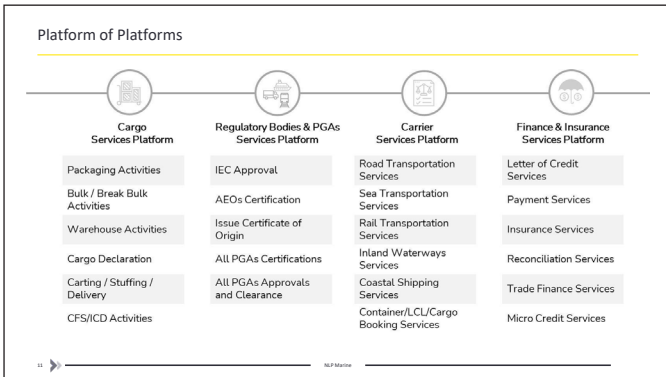 Platform of Platforms
Cargo
Services Platform
Packaging Activities
Bulk / Break Bulk
Activities
Warehouse Activities
Cargo Declaration
Carting / Stuffing /
Delivery
CFS/ICD Activities
Regulatory Bodies & PGAs
Services Platform
IEC Approval
AEOs Certification
Issue Certificate of
Origin
All PGAs Certifications
All PGAs Approvals
and Clearance
Carrier
Services Platform
Road Transportation
Services
Sea Transportation
Services
Rail Transportation
Services
Inland Waterways
Services
Coastal Shipping
Services
Container/LCL/Cargo
Booking Services
Finance & Insurance
Services Platform
Letter of Credit
Services
Payment Services
Insurance Services
Reconciliation Services
Trade Finance Services
Micro Credit Services
11
NLP Marine